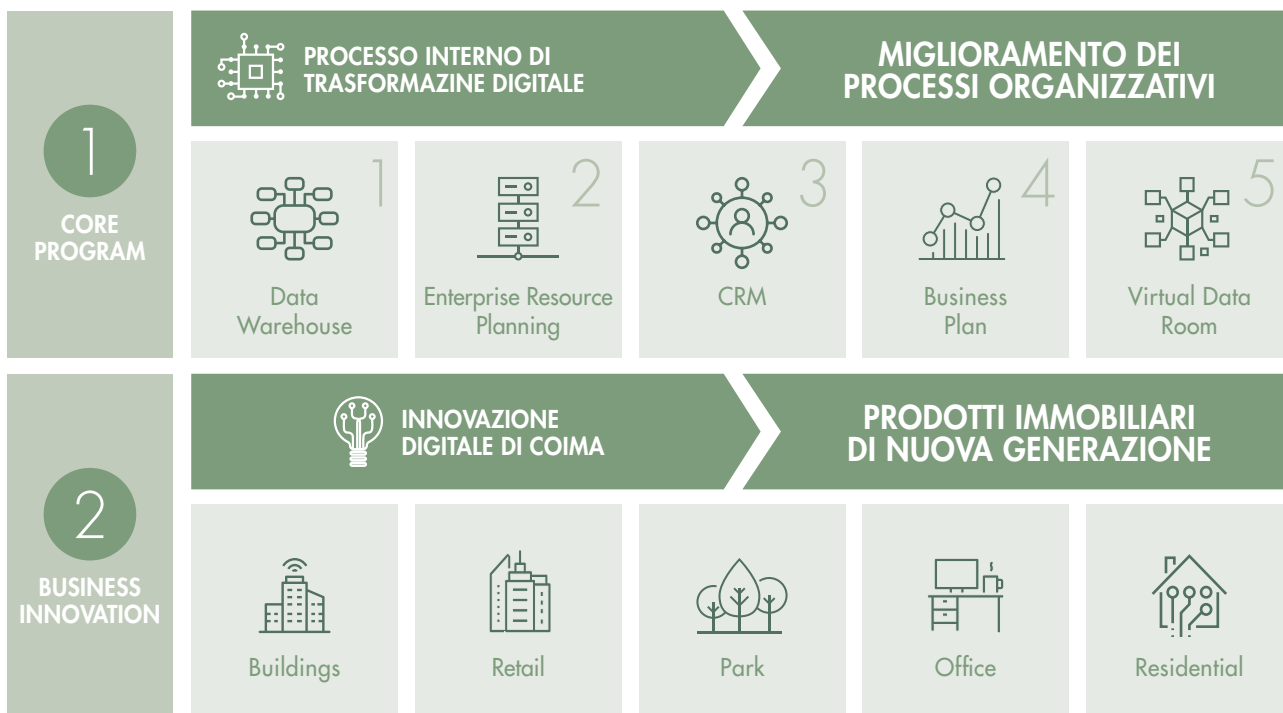 1
CORE
PROGRAM
PROCESSO INTERNO DI
TRASFORMAZINE DIGITALE
MIGLIORAMENTO DEI
PROCESSI ORGANIZZATIVI
1
Data
Warehouse
2
Enterprise Resource
Planning
3
CRM
4
Business
Plan
5
Virtual Data
Room
2
BUSINESS
INNOVATION
INNOVAZIONE
DIGITALE DI COIMA
PRODOTTI IMMOBILIARI
DI NUOVA GENERAZIONE
Buildings
Retail
Park
Office
Residential